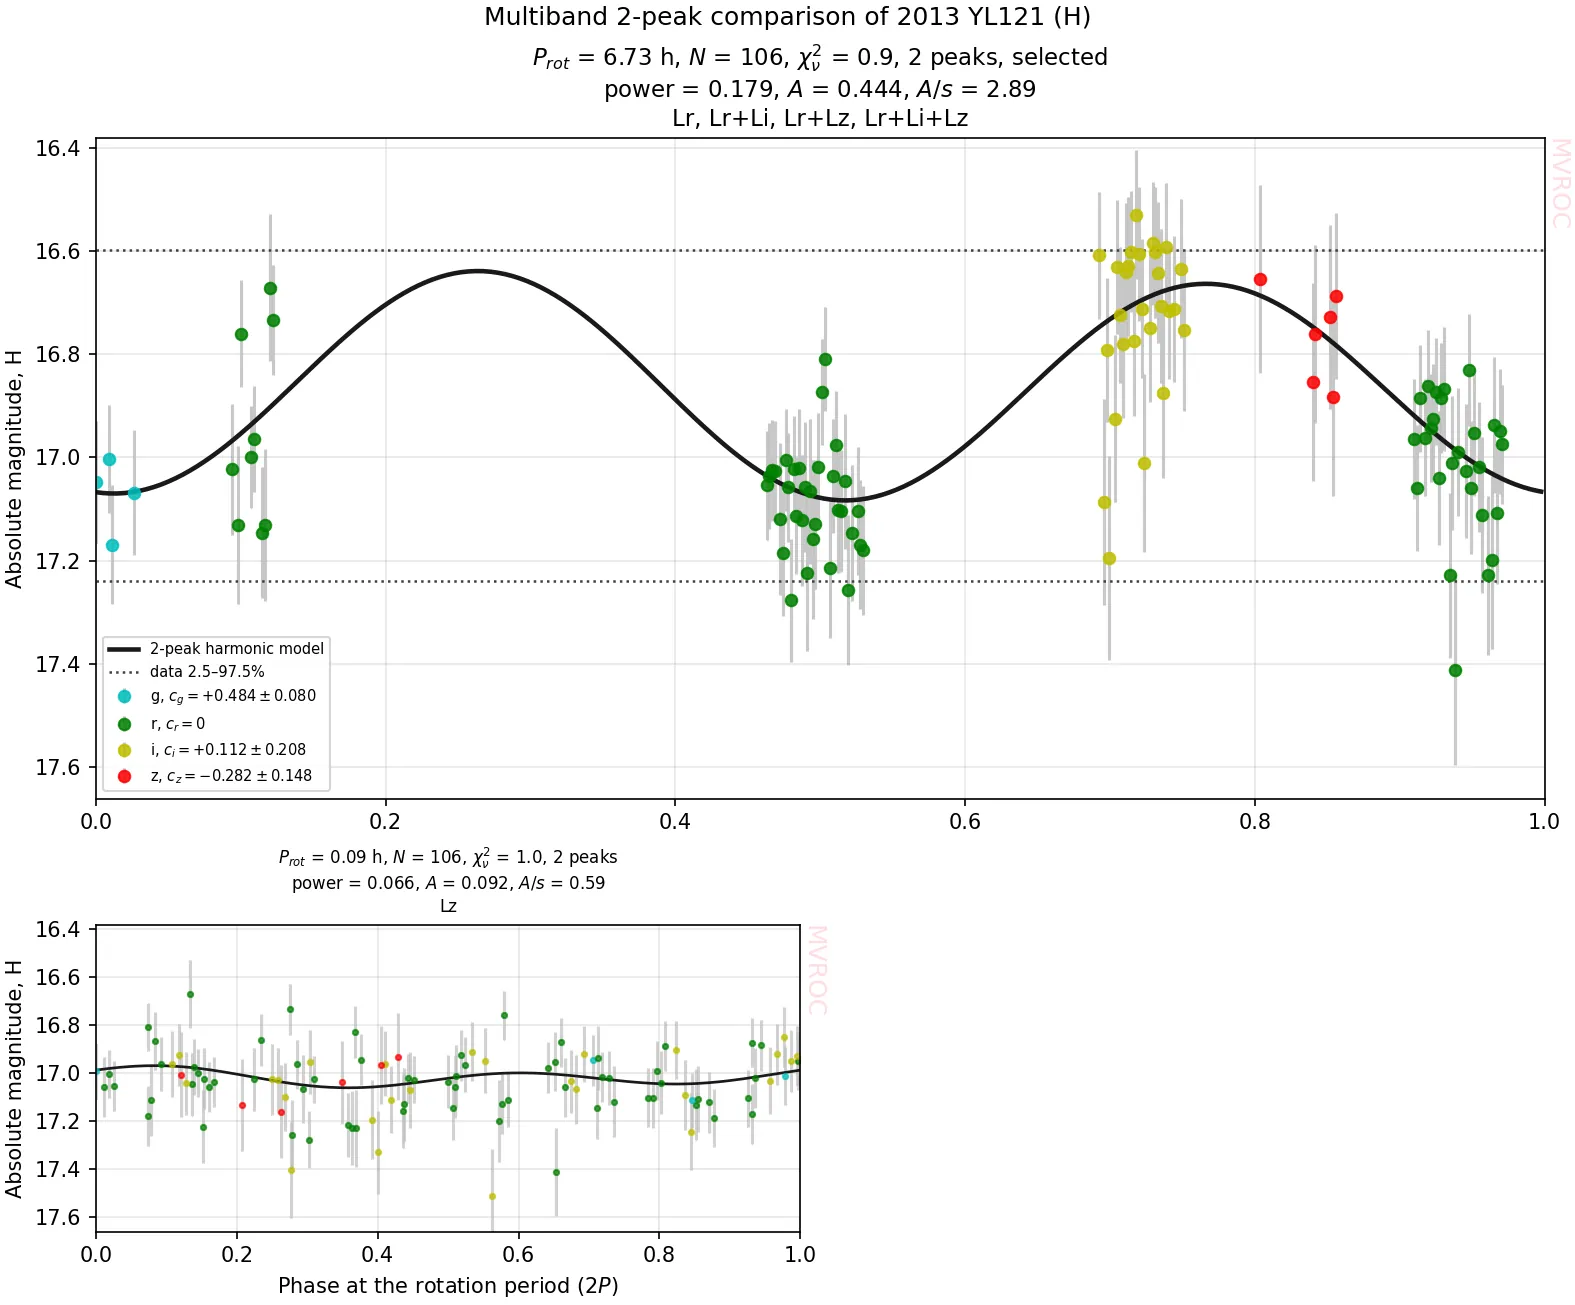 Multiband 2-peak comparison of 2013 YL121 (H)
P_rot = 6.73 h, N = 106, χ²_ν = 0.9, 2 peaks, selected
power = 0.179, A = 0.444, A/s = 2.89
Lr, Lr+Li, Lr+Lz, Lr+Li+Lz
MVROC
Absolute magnitude, H
16.4
16.6
16.8
17.0
17.2
17.4
17.6
2-peak harmonic model
data 2.5–97.5%
g, c_g = +0.484 ± 0.080
r, c_r = 0
i, c_i = +0.112 ± 0.208
z, c_z = −0.282 ± 0.148
0.0 0.2 0.4 0.6 0.8 1.0
P_rot = 0.09 h, N = 106, χ²_ν = 1.0, 2 peaks
power = 0.066, A = 0.092, A/s = 0.59
Lz
MVROC
Absolute magnitude, H
16.4
16.6
16.8
17.0
17.2
17.4
17.6
0.0 0.2 0.4 0.6 0.8 1.0
Phase at the rotation period (2P)